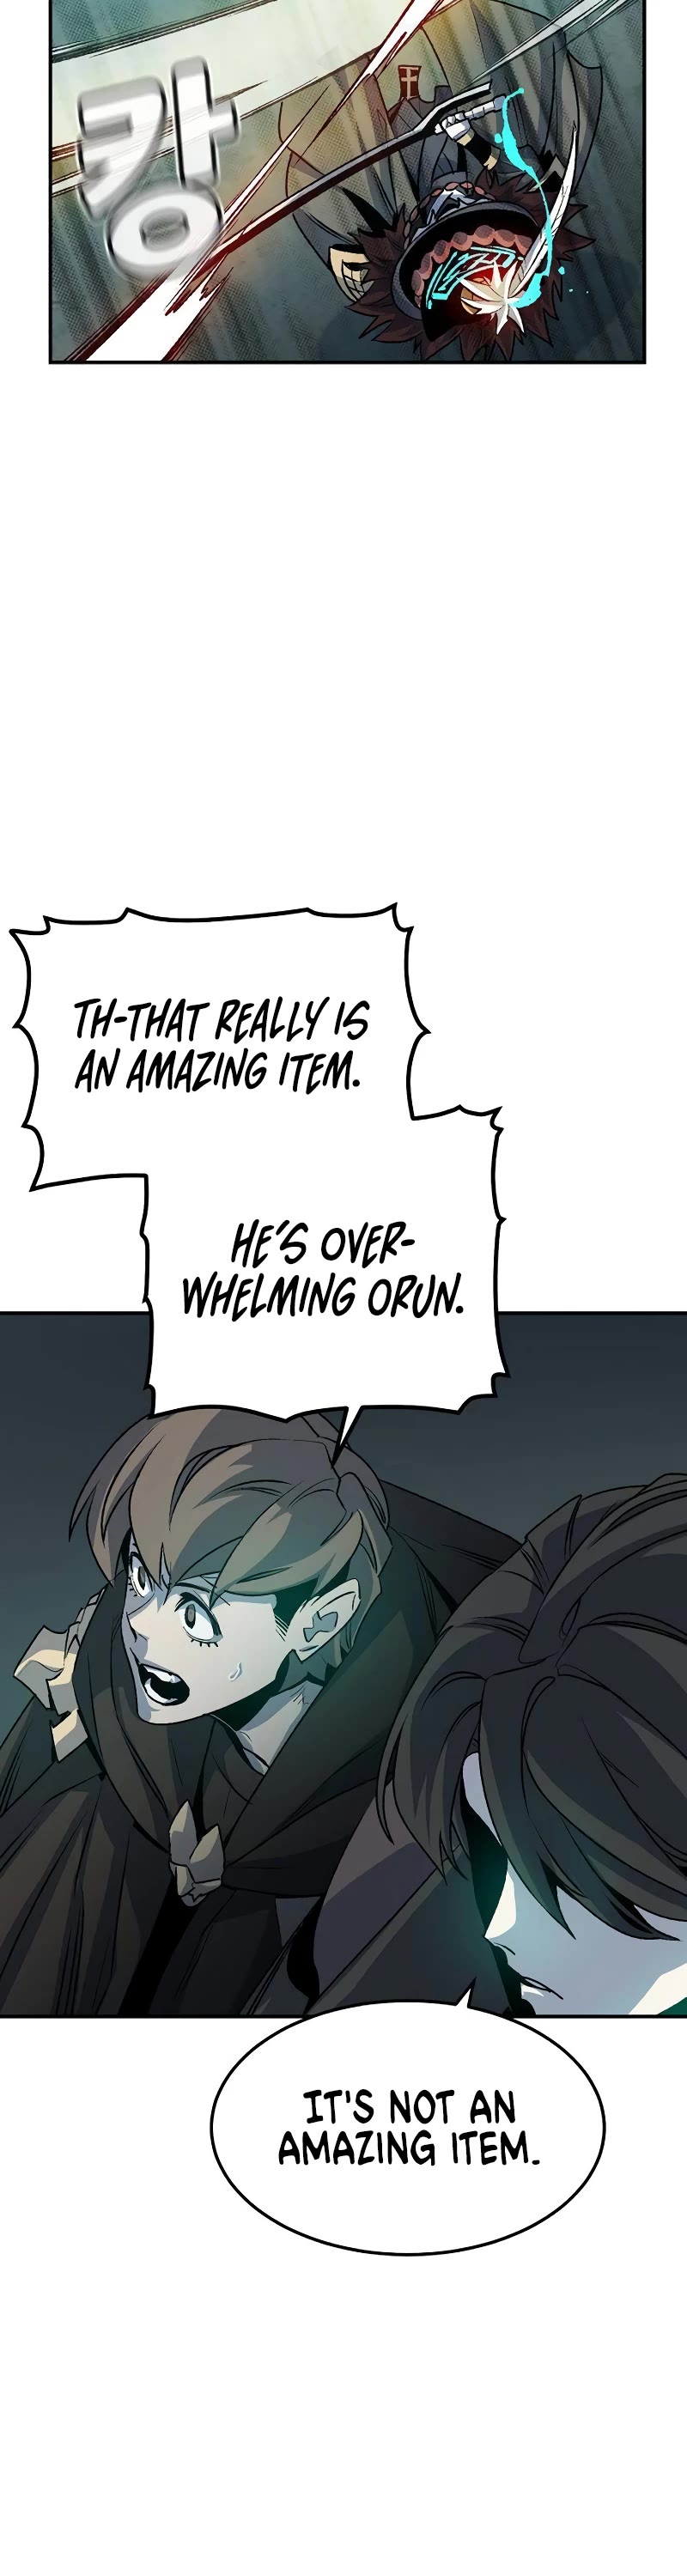 캉
TH-THAT REALLY IS
AN AMAZING ITEM.
HE'S OVER-
WHELMING ORUN.
IT'S NOT AN
AMAZING ITEM.